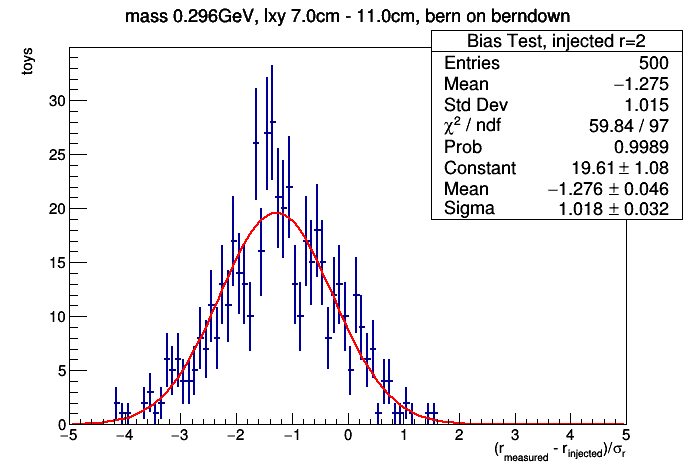 mass 0.296GeV, lxy 7.0cm - 11.0cm, bern on berndown
Bias Test, injected r=2
Entries 500
Mean −1.275
Std Dev 1.015
χ² / ndf 59.84 / 97
Prob 0.9989
Constant 19.61 ± 1.08
Mean −1.276 ± 0.046
Sigma 1.018 ± 0.032
toys
30
25
20
15
10
5
0
−5 −4 −3 −2 −1 0 1 2 3 4 5
(r_measured - r_injected)/σ_r